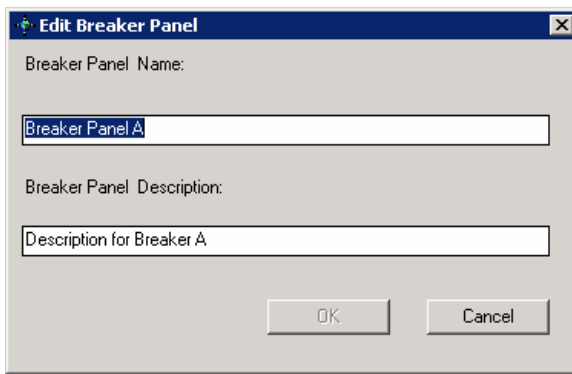 Edit Breaker Panel
Breaker Panel Name:
Breaker Panel A
Breaker Panel Description:
Description for Breaker A
OK
Cancel